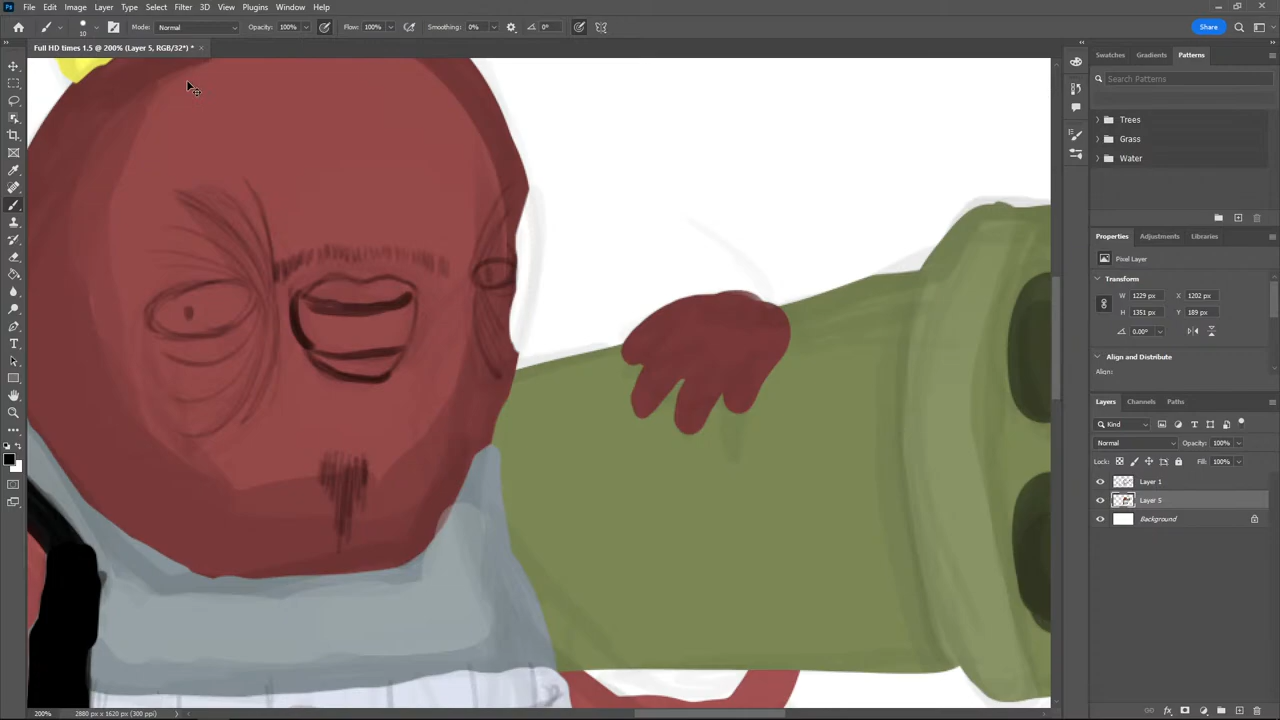 Ps File Edit Image Layer Type Select Filter 3D View Plugins Window Help
10 Mode: Normal Opacity: 100% Flow: 100% Smoothing: 0% 0° Share
Full HD times 1.5 @ 200% (Layer 5, RGB/32*) * ×
Swatches Gradients Patterns
Search Patterns
Trees
Grass
Water
Properties Adjustments Libraries
Pixel Layer
Transform
W 1229 px X 1202 px
H 1351 px Y 189 px
0.00°
Align and Distribute
Align:
Layers Channels Paths
Kind
Normal Opacity: 100%
Lock: Fill: 100%
Layer 1
Layer 5
Background
200% 2880 px x 1620 px (300 ppi)
fx